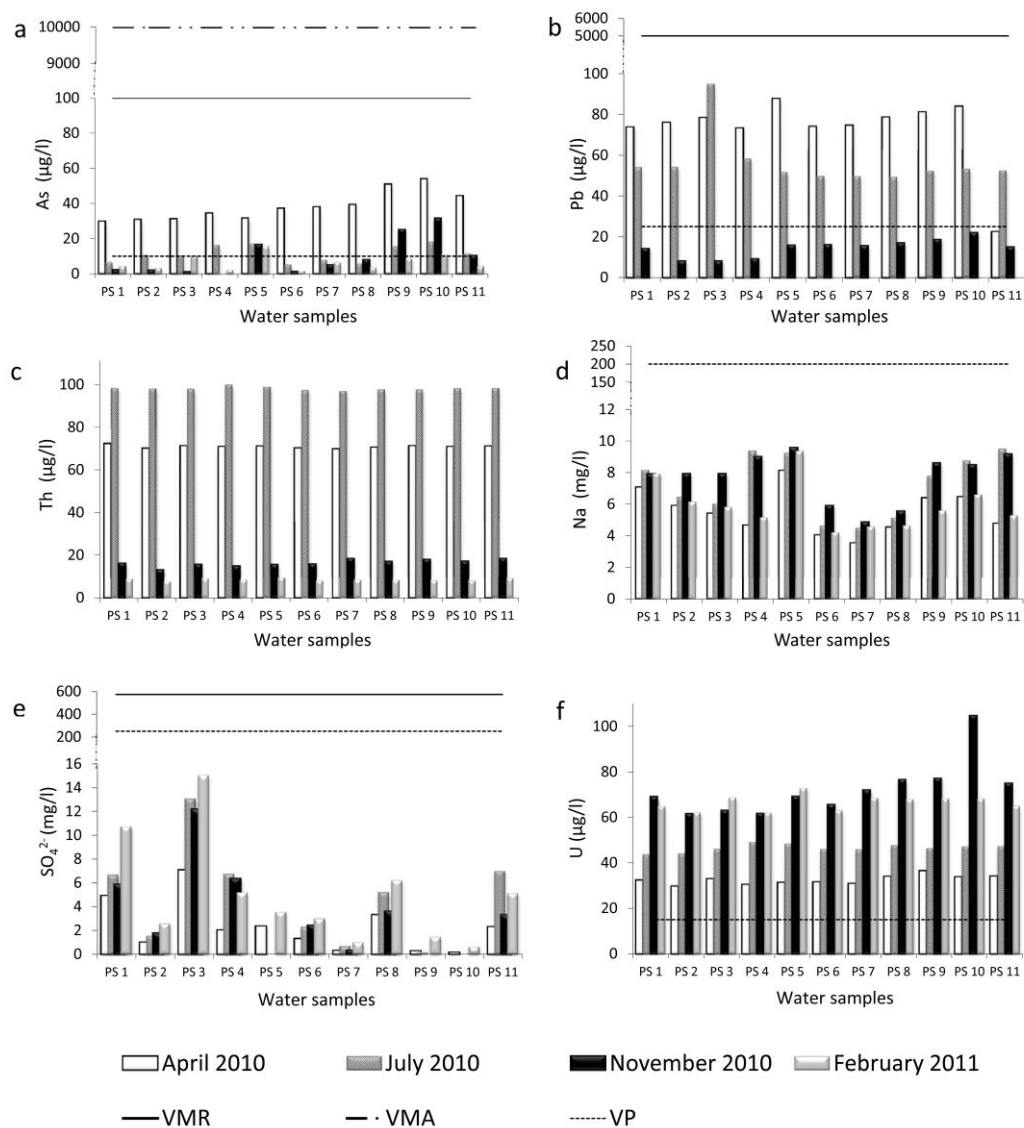 a
10000
9000
100
80
60
40
20
0
As (µg/l)
PS 1 PS 2 PS 3 PS 4 PS 5 PS 6 PS 7 PS 8 PS 9 PS 10 PS 11
Water samples
b
6000
5000
100
80
60
40
20
0
Pb (µg/l)
PS 1 PS 2 PS 3 PS 4 PS 5 PS 6 PS 7 PS 8 PS 9 PS 10 PS 11
Water samples
c
100
80
60
40
20
0
Th (µg/l)
PS 1 PS 2 PS 3 PS 4 PS 5 PS 6 PS 7 PS 8 PS 9 PS 10 PS 11
Water samples
d
250
200
150
12
10
8
6
4
2
0
Na (mg/l)
PS 1 PS 2 PS 3 PS 4 PS 5 PS 6 PS 7 PS 8 PS 9 PS 10 PS 11
Water samples
e
600
400
200
16
14
12
10
8
6
4
2
0
SO₄²⁻ (mg/l)
PS 1 PS 2 PS 3 PS 4 PS 5 PS 6 PS 7 PS 8 PS 9 PS 10 PS 11
Water samples
f
100
80
60
40
20
0
U (µg/l)
PS 1 PS 2 PS 3 PS 4 PS 5 PS 6 PS 7 PS 8 PS 9 PS 10 PS 11
Water samples
April 2010 July 2010 November 2010 February 2011
VMR VMA VP